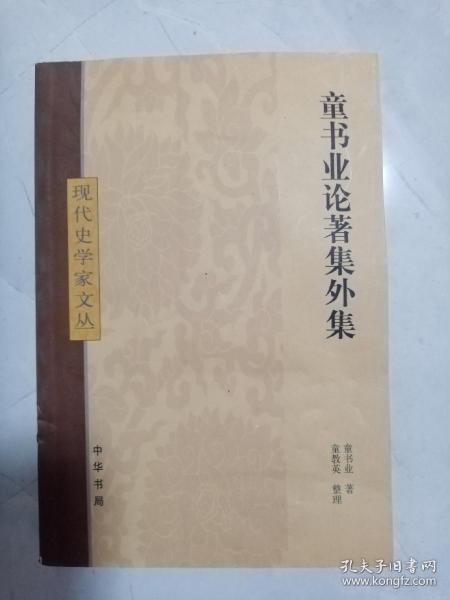 童书业论著集外集
童书业 著
童教英 整理
现代史学家文丛
中华书局
孔夫子旧书网
www.kongfz.com